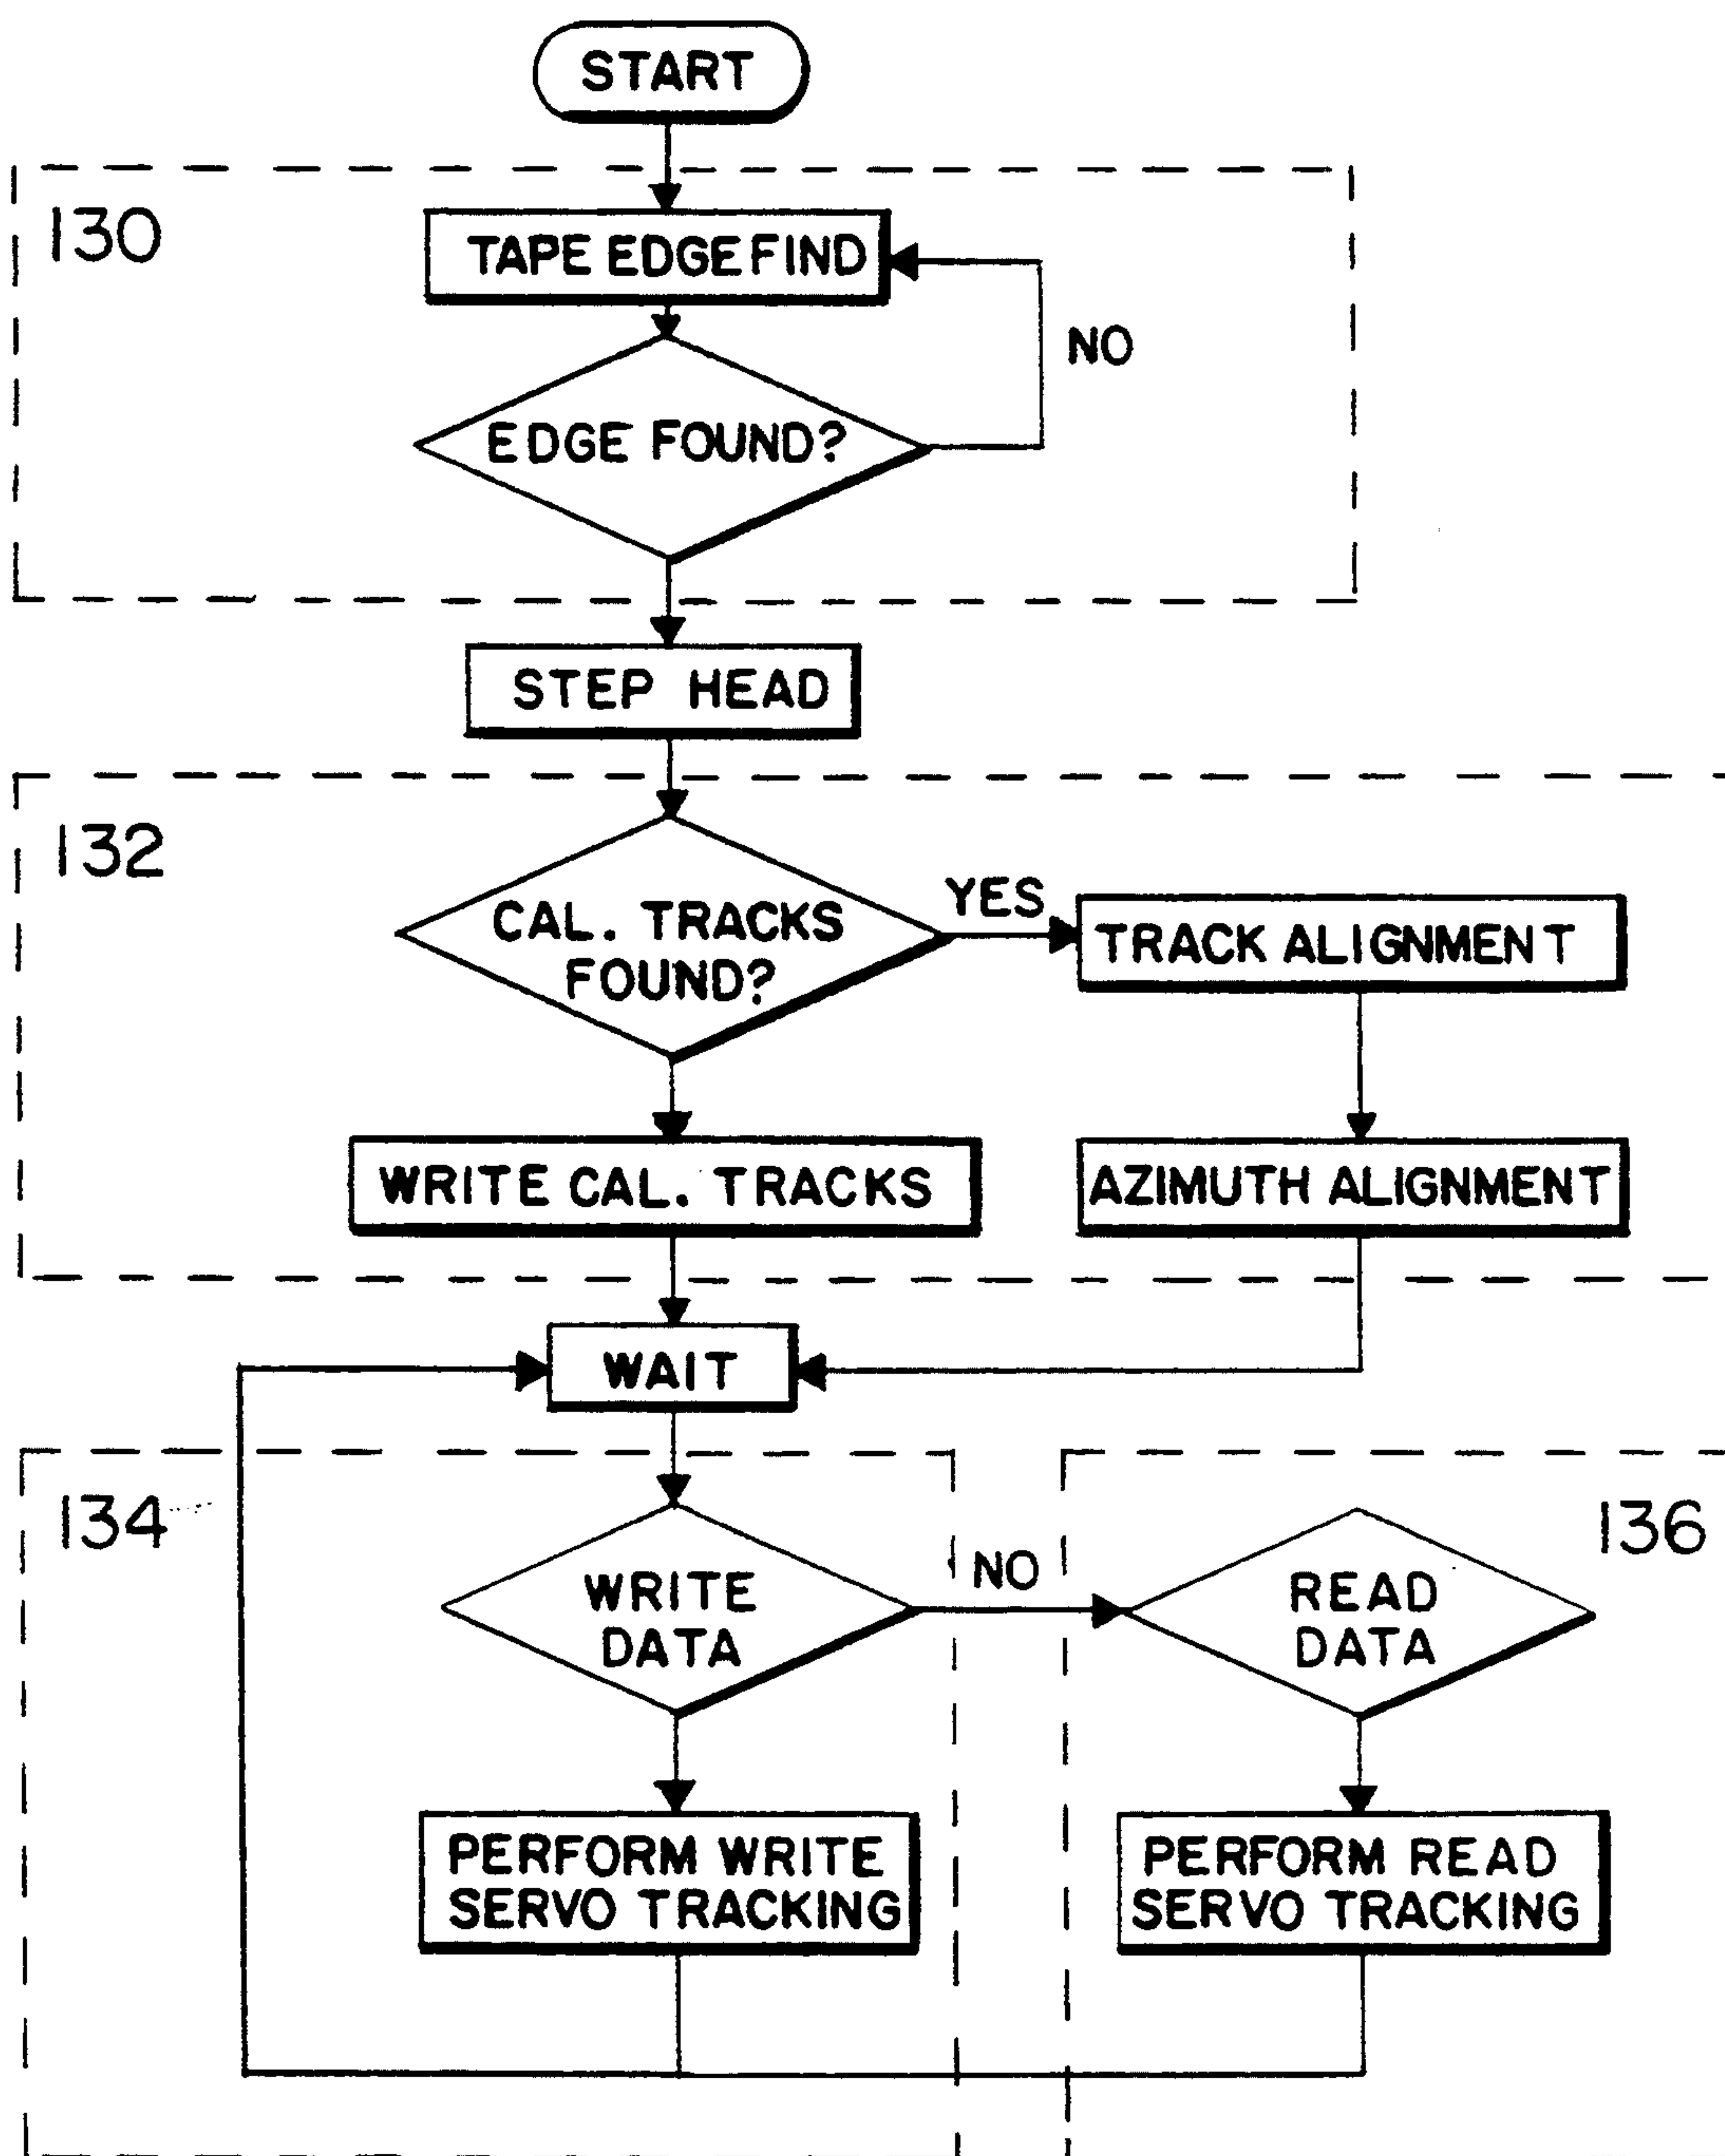 START
130
TAPE EDGE FIND
NO
EDGE FOUND?
STEP HEAD
132
CAL. TRACKS
FOUND?
YES
TRACK ALIGNMENT
WRITE CAL. TRACKS
AZIMUTH ALIGNMENT
WAIT
134
WRITE
DATA
NO
READ
DATA
136
PERFORM WRITE
SERVO TRACKING
PERFORM READ
SERVO TRACKING